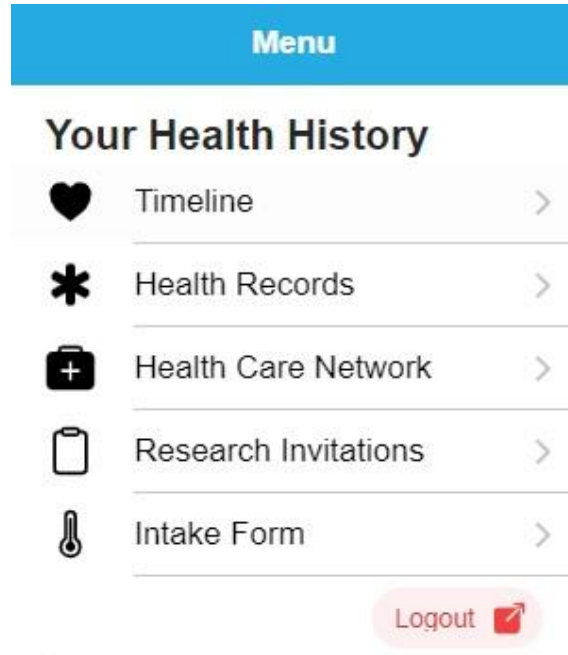 Menu
Your Health History
Timeline
Health Records
Health Care Network
Research Invitations
Intake Form
Logout